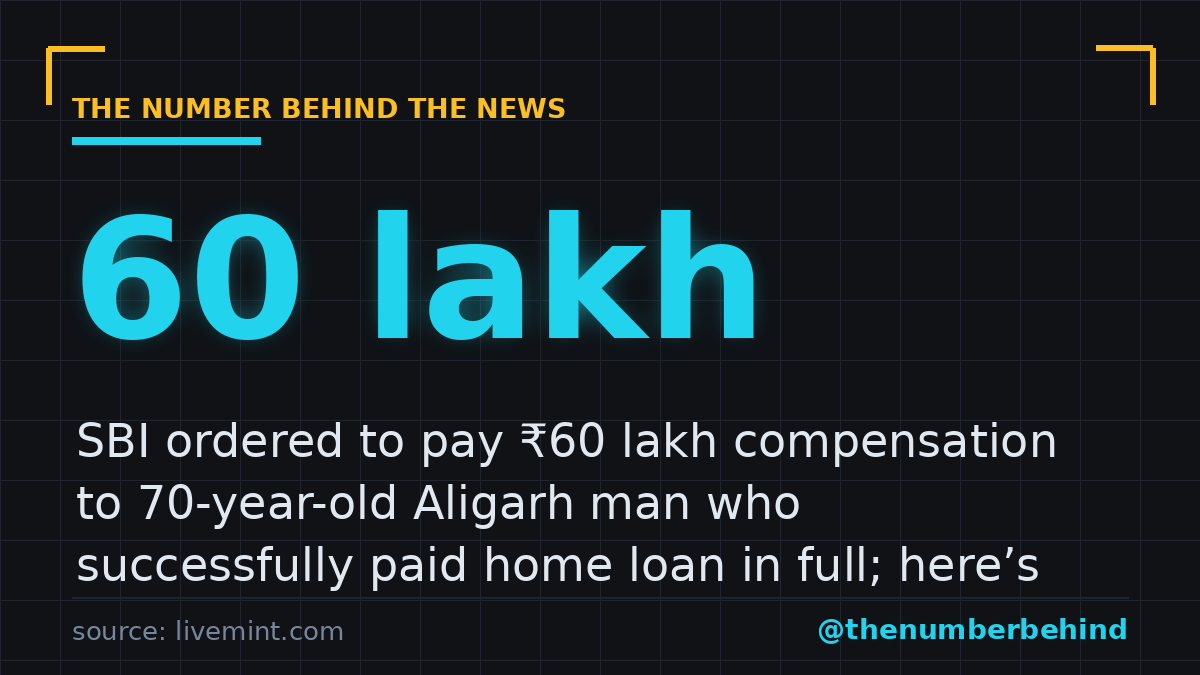 THE NUMBER BEHIND THE NEWS
60 lakh
SBI ordered to pay ₹60 lakh compensation
to 70-year-old Aligarh man who
successfully paid home loan in full; here’s
source: livemint.com
@thenumberbehind